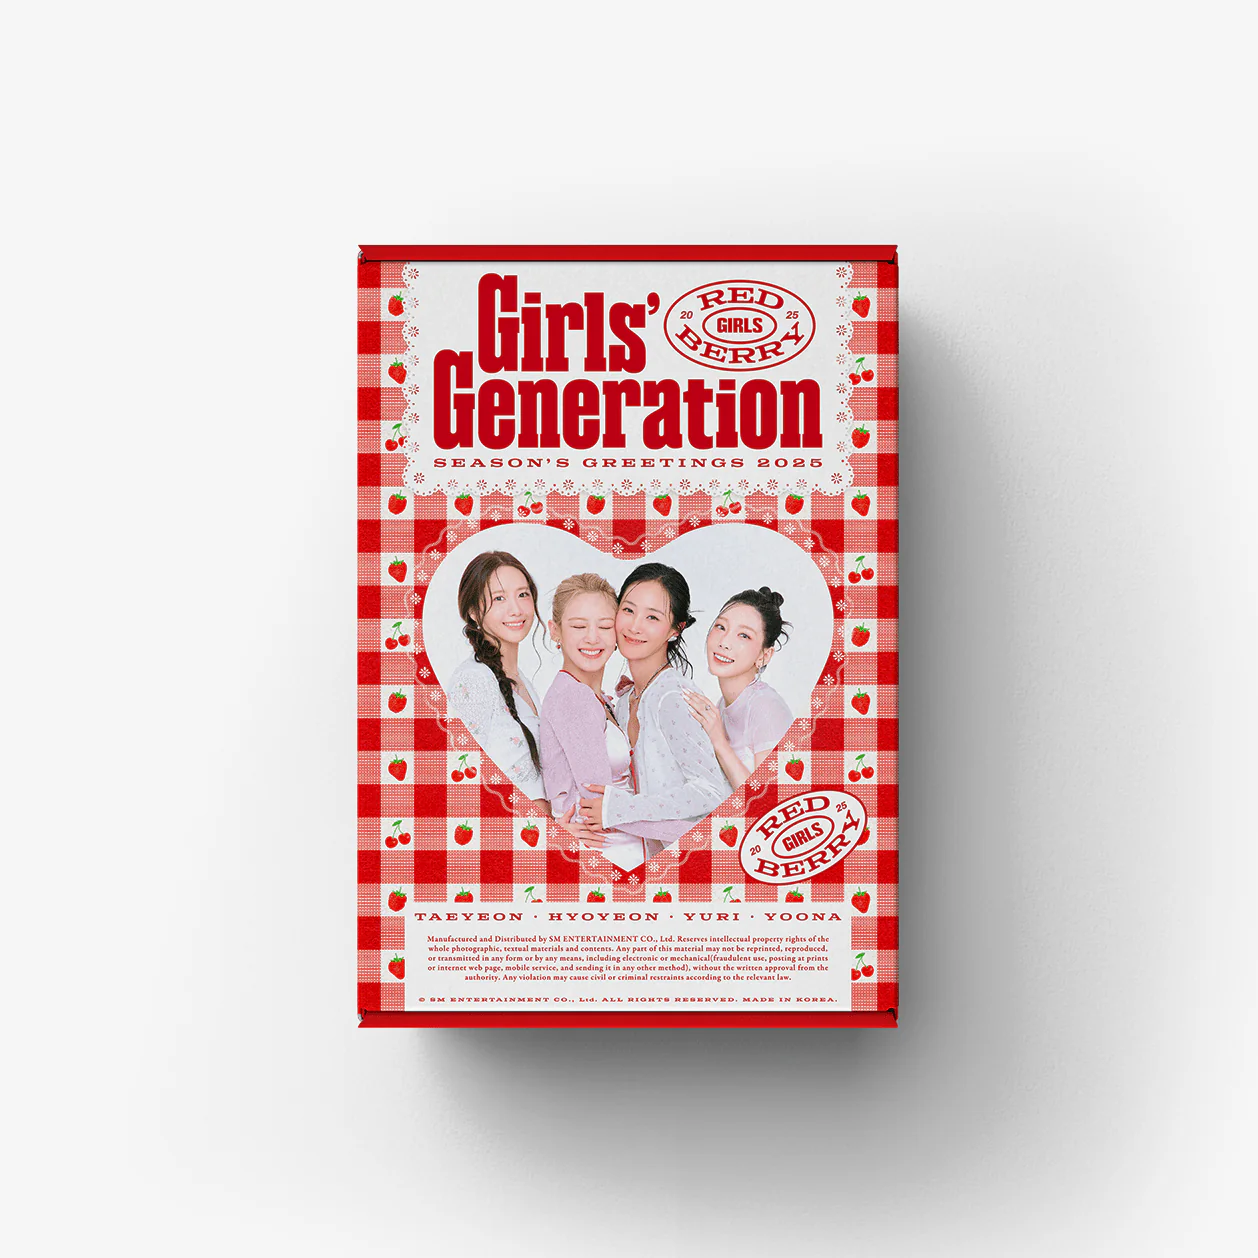 Girls'
Generation
RED
20 GIRLS 25
BERRY
SEASON'S GREETINGS 2025
RED
20 GIRLS 25
BERRY
TAEYEON · HYOYEON · YURI · YOONA
Manufactured and Distributed by SM ENTERTAINMENT CO., Ltd. Reserves intellectual property rights of the
whole photographic, textual materials and contents. Any part of this material may not be reprinted, reproduced,
or transmitted in any form or by any means, including electronic or mechanical(fraudulent use, posting at prints
or internet web page, mobile service, and sending it in any other method), without the written approval from the
authority. Any violation may cause civil or criminal restraints according to the relevant law.
© SM ENTERTAINMENT CO., Ltd. ALL RIGHTS RESERVED. MADE IN KOREA.